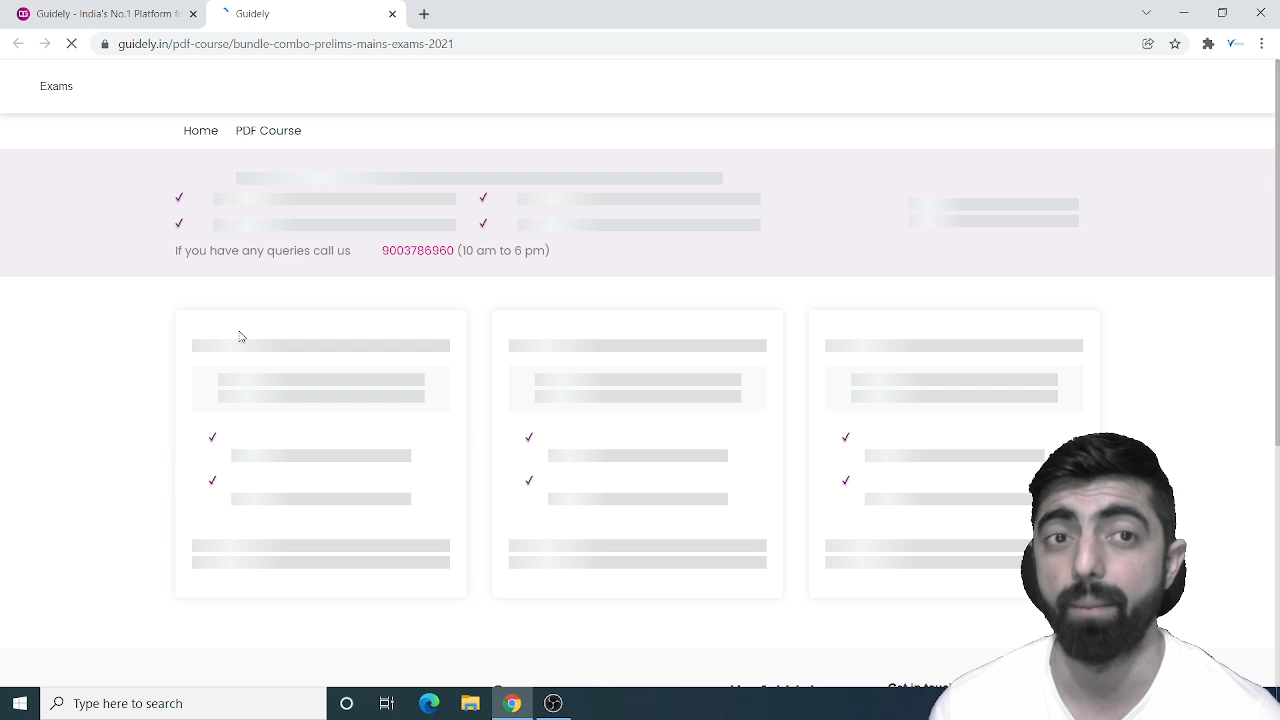 Guidely - India's No.1 Platform fo
Guidely
guidely.in/pdf-course/bundle-combo-prelims-mains-exams-2021
Exams
Home PDF Course
If you have any queries call us 9003786960 (10 am to 6 pm)
Type here to search